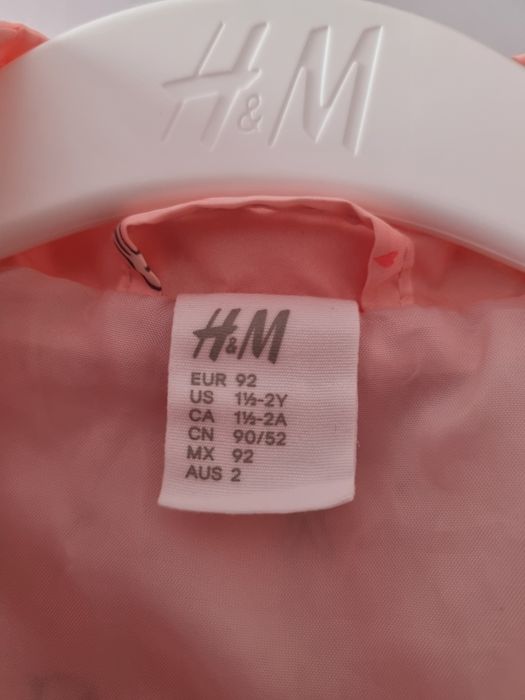 H&M
H&M
EUR 92
US 1½-2Y
CA 1½-2A
CN 90/52
MX 92
AUS 2